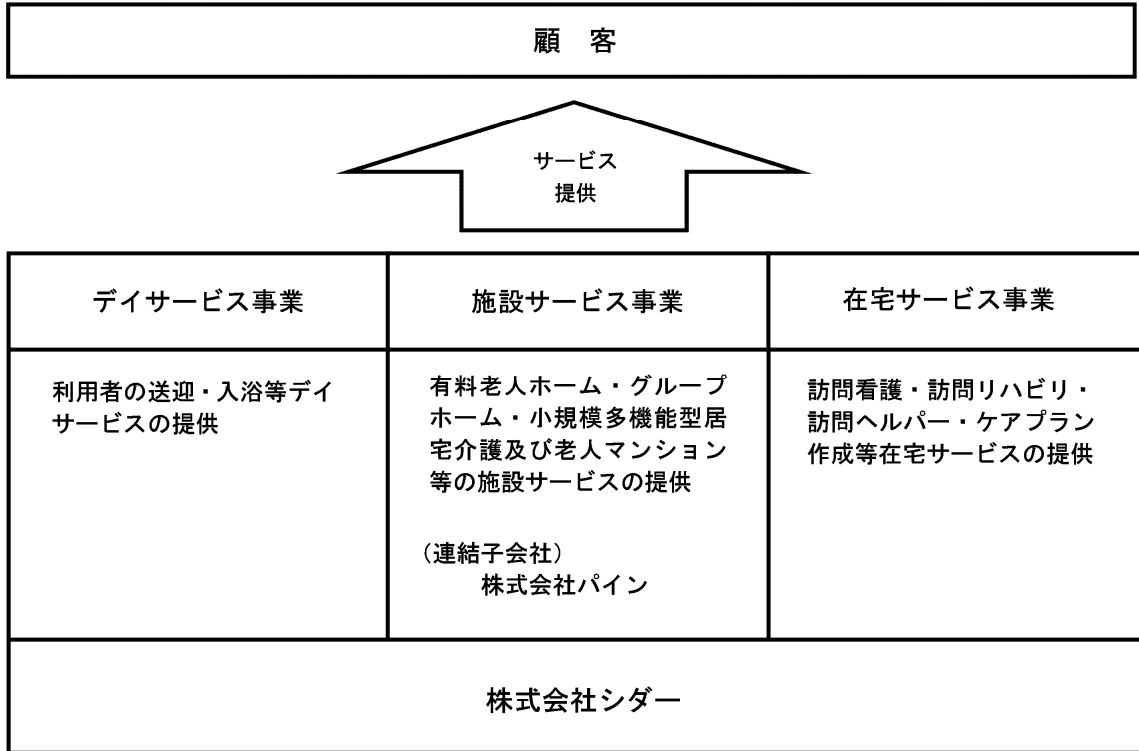 顧　客
サービス
提供
デイサービス事業
施設サービス事業
在宅サービス事業
利用者の送迎・入浴等デイ
サービスの提供
有料老人ホーム・グループ
ホーム・小規模多機能型居
宅介護及び老人マンション
等の施設サービスの提供
（連結子会社）
株式会社パイン
訪問看護・訪問リハビリ・
訪問ヘルパー・ケアプラン
作成等在宅サービスの提供
株式会社シダー